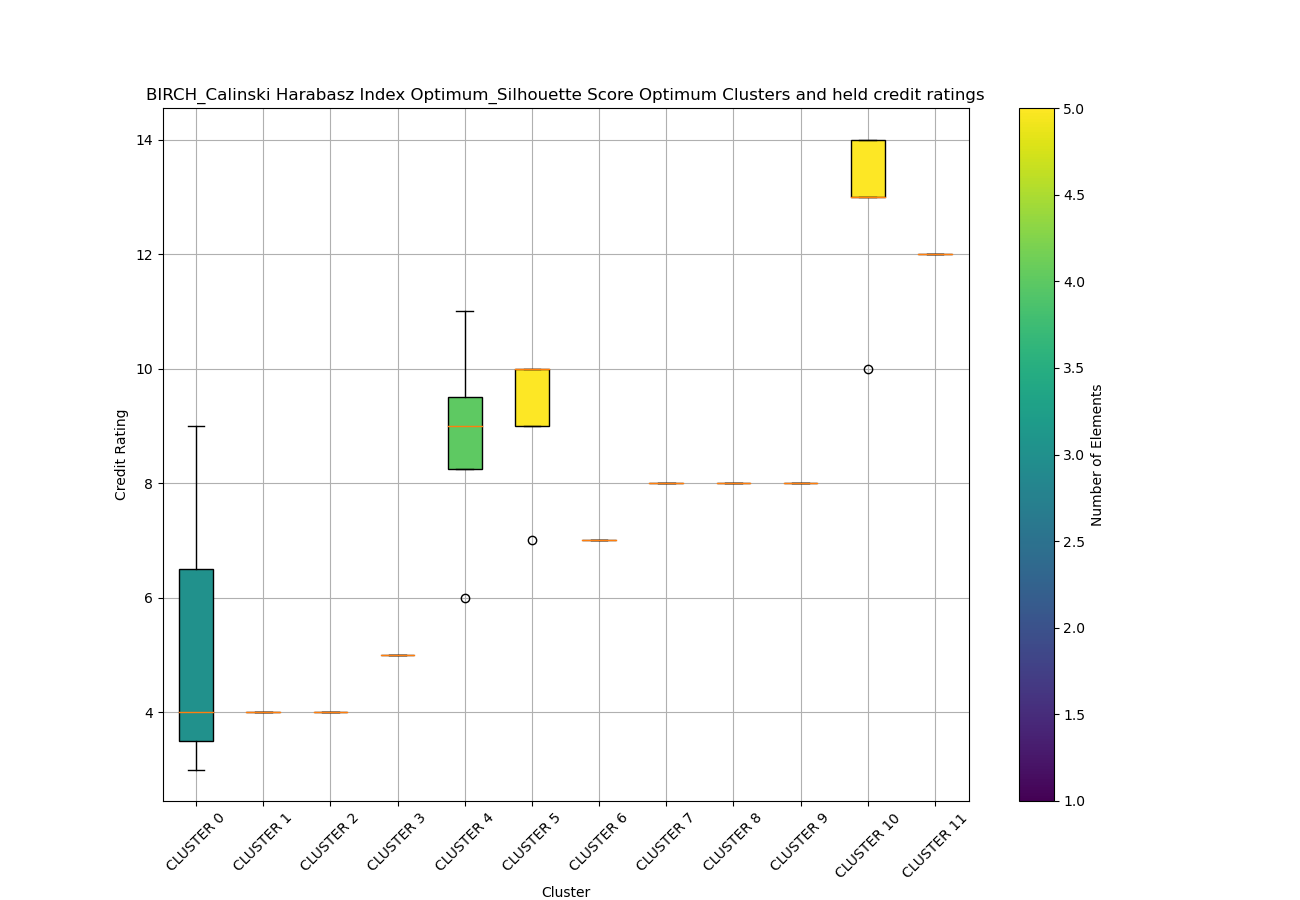 BIRCH_Calinski Harabasz Index Optimum_Silhouette Score Optimum Clusters and held credit ratings
Credit Rating
14
12
10
8
6
4
CLUSTER 0
CLUSTER 1
CLUSTER 2
CLUSTER 3
CLUSTER 4
CLUSTER 5
CLUSTER 6
CLUSTER 7
CLUSTER 8
CLUSTER 9
CLUSTER 10
CLUSTER 11
Cluster
5.0
4.5
4.0
3.5
3.0
2.5
2.0
1.5
1.0
Number of Elements